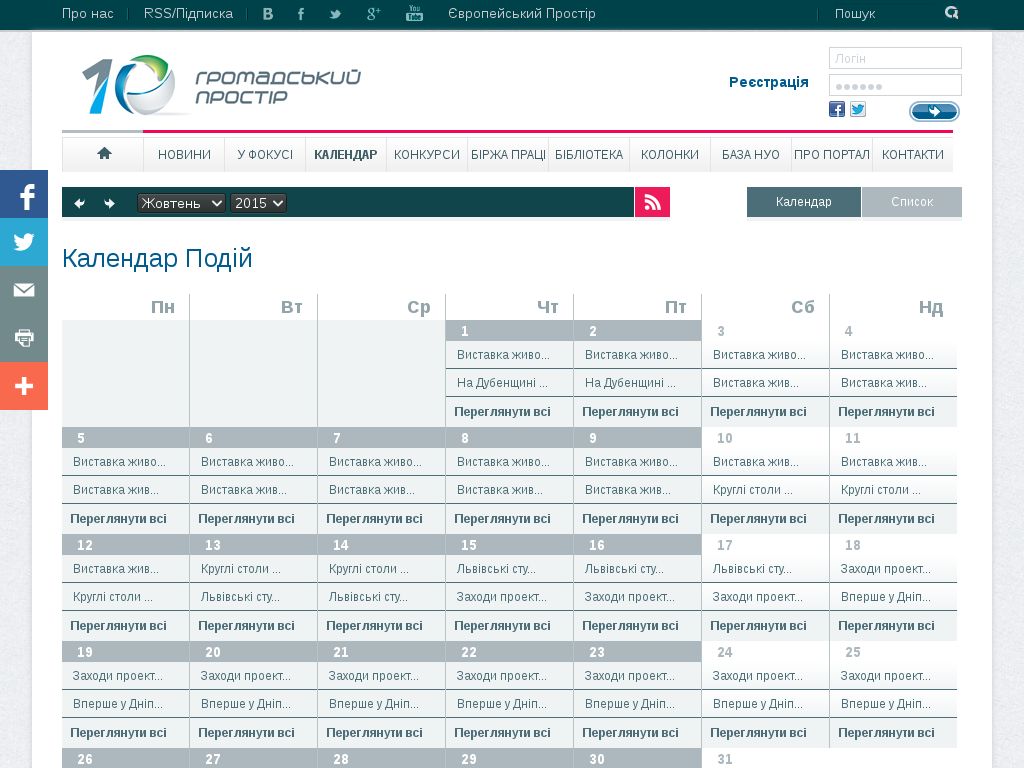 Про нас RSS/Підписка Європейський Простір Пошук
ГРОМАДСЬКИЙ
ПРОСТІР
Логін
Реєстрація
НОВИНИ У ФОКУСІ КАЛЕНДАР КОНКУРСИ БІРЖА ПРАЦІ БІБЛІОТЕКА КОЛОНКИ БАЗА НУО ПРО ПОРТАЛ КОНТАКТИ
Жовтень 2015 Календар Список
Календар Подій
Пн Вт Ср Чт Пт Сб Нд
1 2 3 4
Виставка живо... Виставка живо... Виставка живо... Виставка живо...
На Дубенщині ... На Дубенщині ... Виставка жив... Виставка жив...
Переглянути всі Переглянути всі Переглянути всі Переглянути всі
5 6 7 8 9 10 11
Виставка живо... Виставка живо... Виставка живо... Виставка живо... Виставка живо... Виставка живо... Виставка живо...
Виставка жив... Виставка жив... Виставка жив... Виставка жив... Виставка жив... Круглі столи ... Круглі столи ...
Переглянути всі Переглянути всі Переглянути всі Переглянути всі Переглянути всі Переглянути всі Переглянути всі
12 13 14 15 16 17 18
Виставка жив... Круглі столи ... Круглі столи ... Львівські сту... Львівські сту... Львівські сту... Заходи проект...
Круглі столи ... Львівські сту... Львівські сту... Заходи проект... Заходи проект... Заходи проект... Вперше у Дніп...
Переглянути всі Переглянути всі Переглянути всі Переглянути всі Переглянути всі Переглянути всі Переглянути всі
19 20 21 22 23 24 25
Заходи проект... Заходи проект... Заходи проект... Заходи проект... Заходи проект... Заходи проект... Заходи проект...
Вперше у Дніп... Вперше у Дніп... Вперше у Дніп... Вперше у Дніп... Вперше у Дніп... Вперше у Дніп... Вперше у Дніп...
Переглянути всі Переглянути всі Переглянути всі Переглянути всі Переглянути всі Переглянути всі Переглянути всі
26 27 28 29 30 31